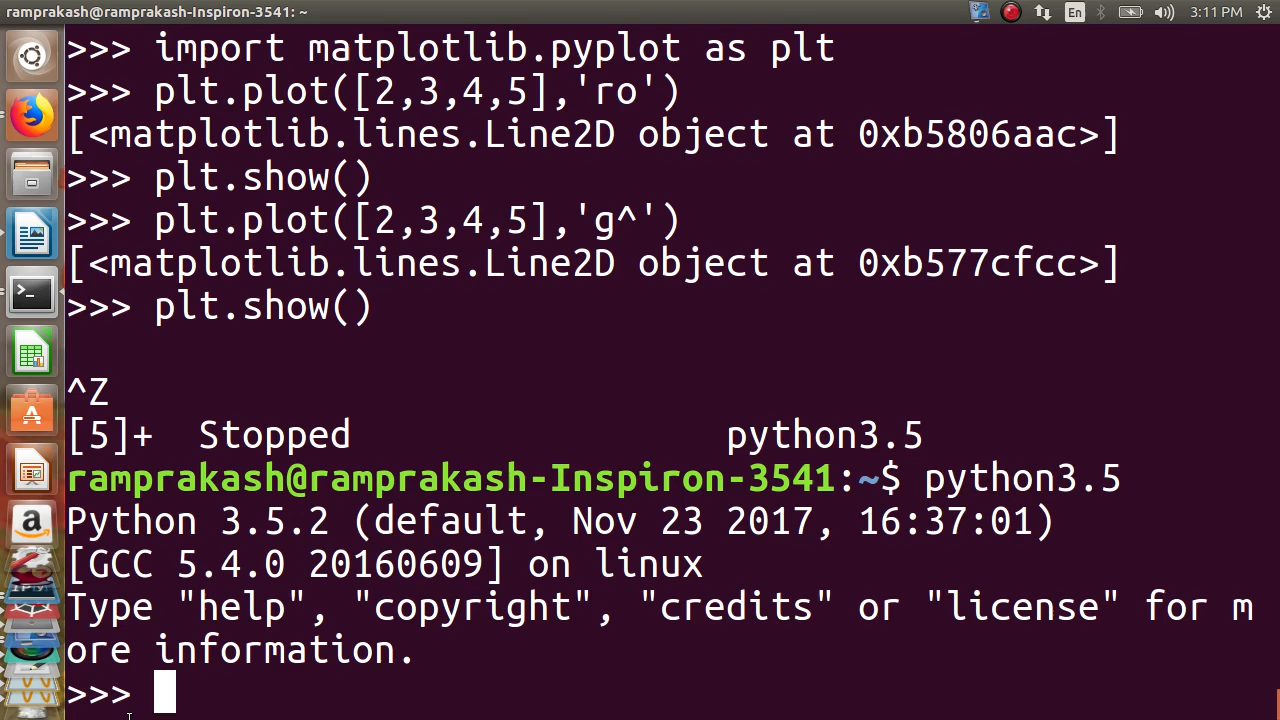 ramprakash@ramprakash-Inspiron-3541: ~
En
3:11 PM
>>> import matplotlib.pyplot as plt
>>> plt.plot([2,3,4,5],'ro')
[<matplotlib.lines.Line2D object at 0xb5806aac>]
>>> plt.show()
>>> plt.plot([2,3,4,5],'g^')
[<matplotlib.lines.Line2D object at 0xb577cfcc>]
>>> plt.show()
^Z
[5]+  Stopped                 python3.5
ramprakash@ramprakash-Inspiron-3541:~$ python3.5
Python 3.5.2 (default, Nov 23 2017, 16:37:01)
[GCC 5.4.0 20160609] on linux
Type "help", "copyright", "credits" or "license" for m
ore information.
>>>